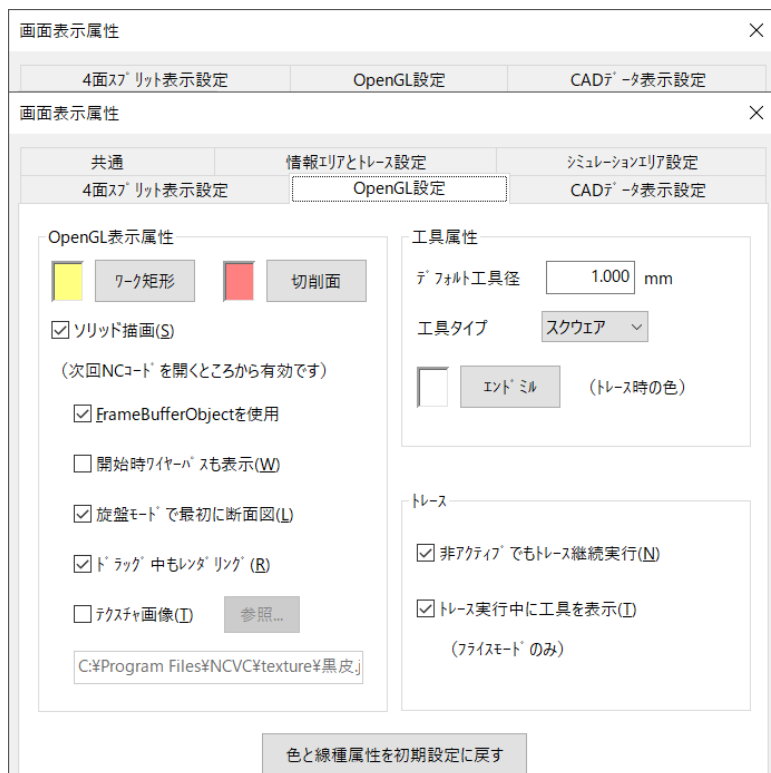 画面表示属性
4面ｽﾌﾟﾘｯﾄ表示設定 OpenGL設定 CADﾃﾞｰﾀ表示設定
画面表示属性
共通 情報ｴﾘｱとﾄﾚｰｽ設定 ｼﾐｭﾚｰｼｮﾝｴﾘｱ設定
4面ｽﾌﾟﾘｯﾄ表示設定 OpenGL設定 CADﾃﾞｰﾀ表示設定
OpenGL表示属性
ﾜｰｸ矩形 切削面
ｿﾘｯﾄﾞ描画(S)
(次回NCｺｰﾄﾞを開くところから有効です)
FrameBufferObjectを使用
開始時ﾜｲﾔｰﾊﾟｽも表示(W)
旋盤ﾓｰﾄﾞで最初に断面図(L)
ﾄﾞﾗｯｸﾞ中もﾚﾝﾀﾞﾘﾝｸﾞ(R)
ﾃｸｽﾁｬ画像(T) 参照...
C:¥Program Files¥NCVC¥texture¥黒皮.j
工具属性
ﾃﾞﾌｫﾙﾄ工具径 1.000 mm
工具ﾀｲﾌﾟ ｽｸｳｪｱ
ｴﾝﾄﾞﾐﾙ (ﾄﾚｰｽ時の色)
ﾄﾚｰｽ
非ｱｸﾃｨﾌﾞでもﾄﾚｰｽ継続実行(N)
ﾄﾚｰｽ実行中に工具を表示(T)
(ﾌﾗｲｽﾓｰﾄﾞのみ)
色と線種属性を初期設定に戻す